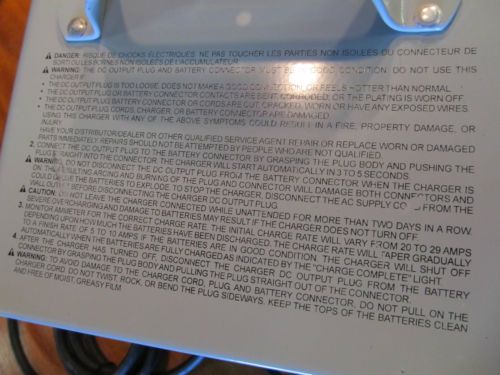 ⚠ DANGER: RISQUE DE CHOCS ELECTRIQUES. NE PAS TOUCHER LES PARTIES NON ISOLEES OU CONNECTEUR DE
SORTI OU LES BORNES NON ISOLEES DE L'ACCUMULATEUR.
⚠ WARNING: THE DC OUTPUT PLUG AND BATTERY CONNECTOR MUST BE IN GOOD CONDITION. DO NOT USE THIS
CHARGER IF:
• THE DC OUTPUT PLUG IS TOO LOOSE, DOES NOT MAKE A GOOD CONNECTION, OR FEELS HOTTER THAN NORMAL.
• THE DC OUTPUT PLUG OR BATTERY CONNECTOR CONTACTS ARE BENT, CORRODED, OR THE PLATING IS WORN OFF.
• THE DC OUTPUT PLUG, BATTERY CONNECTOR OR CORDS ARE CUT, CRACKED, WORN OR HAVE ANY EXPOSED WIRES.
• THE DC OUTPUT PLUG, CORDS, CHARGER, OR BATTERY CONNECTOR ARE DAMAGED.
USING THIS CHARGER WITH ANY OF THE ABOVE SYMPTOMS COULD RESULT IN A FIRE, PROPERTY DAMAGE, OR
INJURY.
HAVE YOUR DISTRIBUTOR/DEALER OR OTHER QUALIFIED SERVICE AGENT REPAIR OR REPLACE WORN OR DAMAGED
PARTS IMMEDIATELY. REPAIRS SHOULD NOT BE ATTEMPTED BY PEOPLE WHO ARE NOT QUALIFIED.
2. CONNECT THE DC OUTPUT PLUG TO THE BATTERY CONNECTOR BY GRASPING THE PLUG BODY AND PUSHING THE
PLUG STRAIGHT INTO THE CONNECTOR. THE CHARGER WILL START AUTOMATICALLY IN 3 TO 5 SECONDS.
⚠ WARNING: DO NOT DISCONNECT THE DC OUTPUT PLUG FROM THE BATTERY CONNECTOR WHEN THE CHARGER IS
ON. THE RESULTING ARCING AND BURNING OF THE PLUG AND CONNECTOR WILL DAMAGE BOTH CONNECTORS AND
COULD CAUSE THE BATTERIES TO EXPLODE. TO STOP THE CHARGER, DISCONNECT THE AC SUPPLY CORD FROM THE
WALL OUTLET BEFORE DISCONNECTING THE CHARGER DC OUTPUT PLUG.
⚠ CAUTION: DO NOT LEAVE THE CHARGER CONNECTED WHILE UNATTENDED FOR MORE THAN TWO DAYS IN A ROW.
SEVERE OVERCHARGING AND DAMAGE TO BATTERIES MAY RESULT IF THE CHARGER DOES NOT TURN OFF.
3. MONITOR AMMETER FOR THE CORRECT CHARGE RATE. THE INITIAL CHARGE RATE WILL VARY FROM 20 TO 29 AMPS
DEPENDING UPON HOW MUCH THE BATTERIES HAVE BEEN DISCHARGED. THE CHARGE RATE WILL TAPER GRADUALLY
TO A FINISH RATE OF 5 TO 10 AMPS IF THE BATTERIES ARE IN GOOD CONDITION. THE CHARGER WILL SHUT OFF
AUTOMATICALLY WHEN THE BATTERIES ARE FULLY CHARGED AS INDICATED BY THE "CHARGE COMPLETE" LIGHT.
4. AFTER THE CHARGER HAS TURNED OFF, DISCONNECT THE CHARGER DC OUTPUT PLUG FROM THE BATTERY
CONNECTOR BY GRASPING THE PLUG BODY AND PULLING THE PLUG STRAIGHT OUT OF THE CONNECTOR.
⚠ WARNING: TO AVOID DAMAGE TO THE CHARGER CORD, PLUG, AND BATTERY CONNECTOR, DO NOT PULL ON THE
CHARGER CORD. DO NOT TWIST, ROCK, OR BEND THE PLUG SIDEWAYS. KEEP THE TOPS OF THE BATTERIES CLEAN
AND FREE OF MOIST, GREASY FILM.